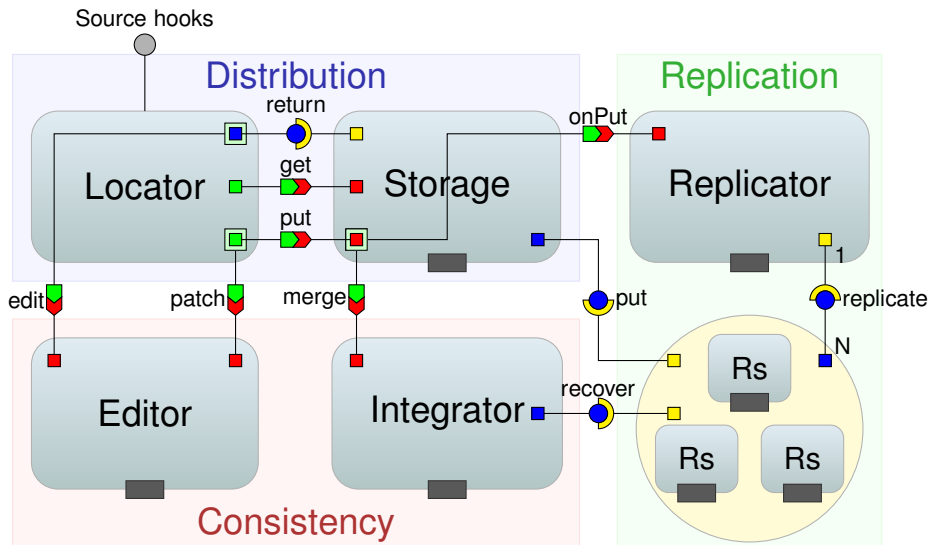 Source hooks
Distribution
Replication
return
onPut
Locator
get
Storage
Replicator
put
1
edit
patch
merge
put
replicate
N
Rs
recover
Editor
Integrator
Rs
Rs
Consistency